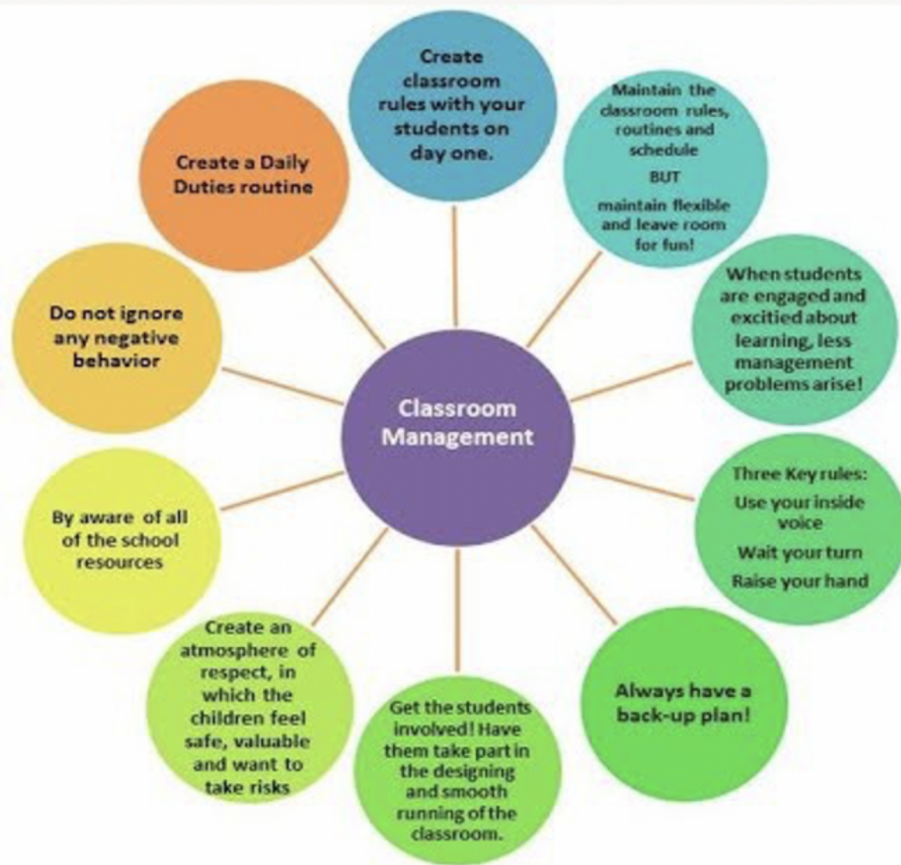 Create
classroom
rules with your
students on
day one.
Maintain the
classroom rules,
routines and
schedule
BUT
maintain flexible
and leave room
for fun!
When students
are engaged and
excitied about
learning, less
management
problems arise!
Three Key rules:
Use your inside
voice
Wait your turn
Raise your hand
Always have a
back-up plan!
Get the students
involved! Have
them take part in
the designing
and smooth
running of the
classroom.
Create an
atmosphere of
respect, in
which the
children feel
safe, valuable
and want to
take risks
By aware of all
of the school
resources
Do not ignore
any negative
behavior
Create a Daily
Duties routine
Classroom
Management